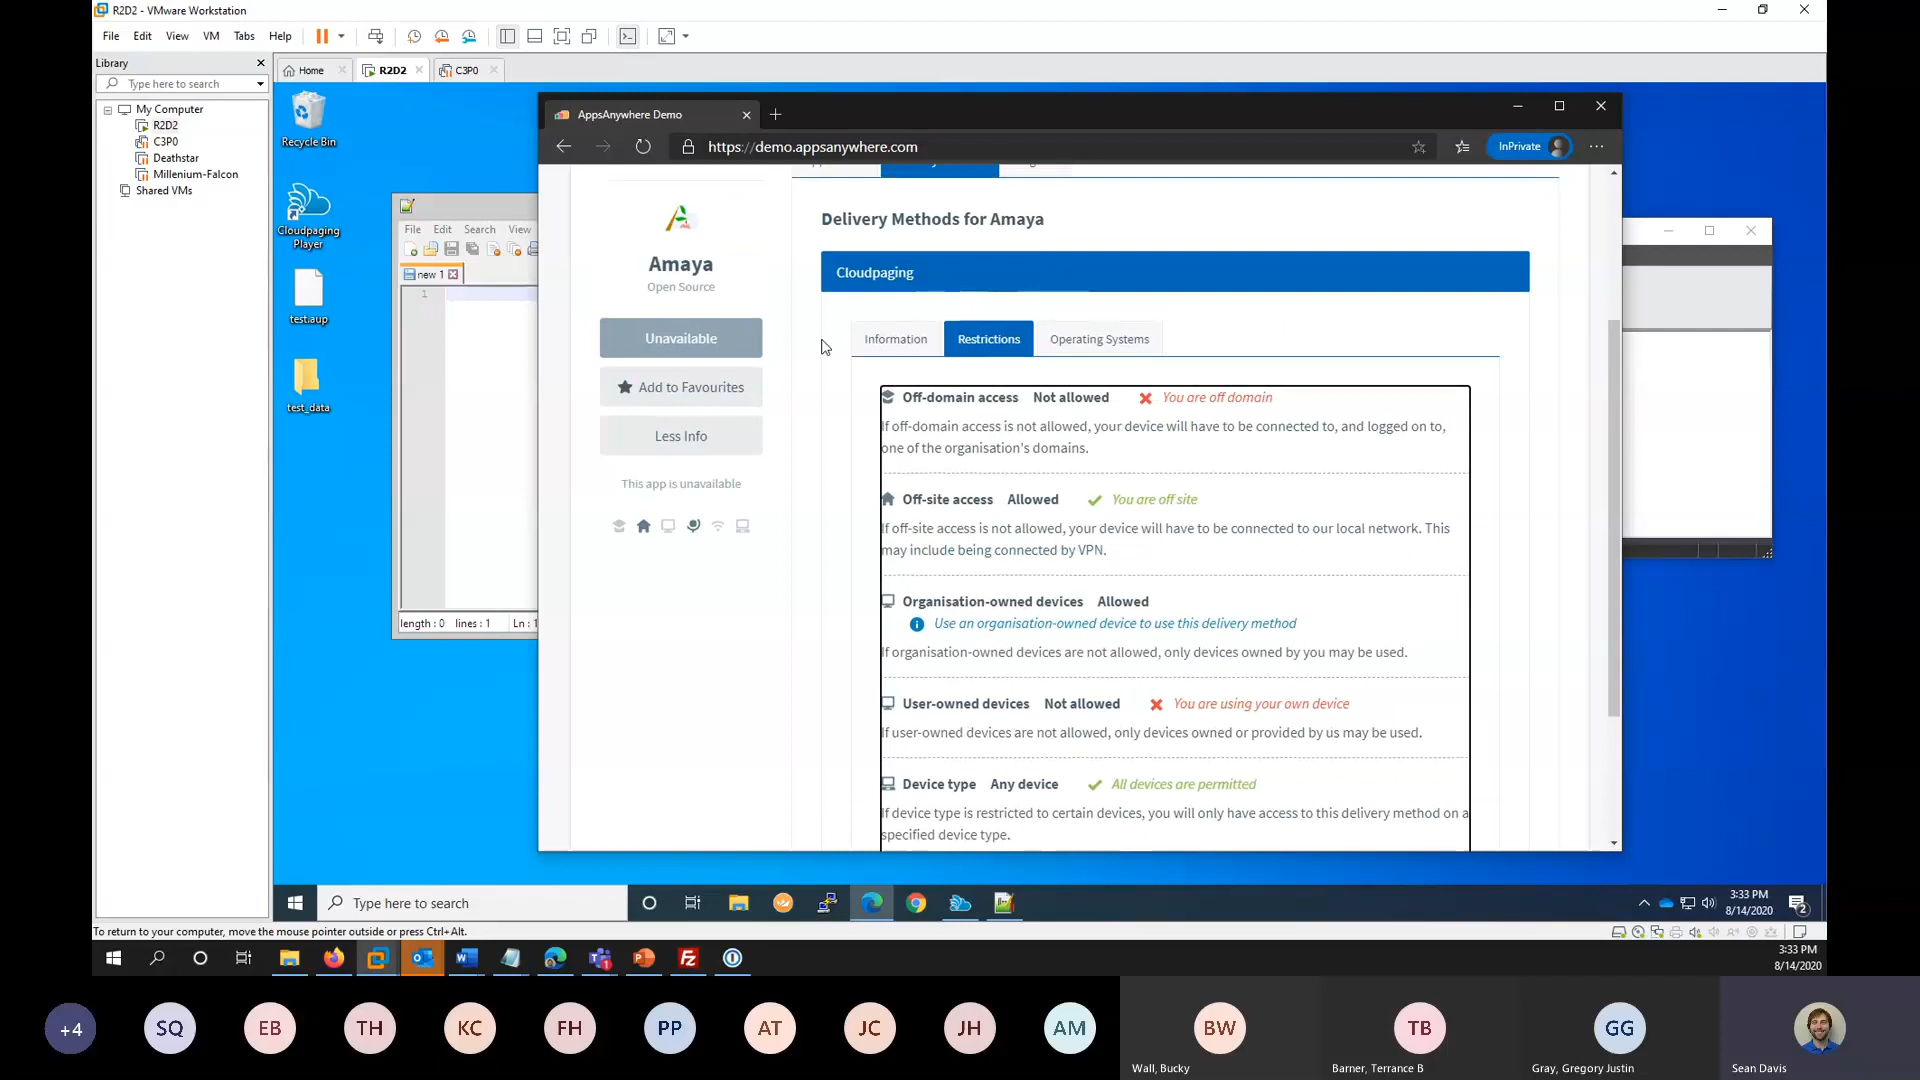 R2D2 - VMware Workstation
File Edit View VM Tabs Help
Library
Type here to search
Home
R2D2
C3P0
My Computer
R2D2
C3P0
Deathstar
Millenium-Falcon
Shared VMs
Recycle Bin
Cloudpaging
Player
test.aup
test_data
File Edit Search View
new 1
1
length : 0 lines : 1 Ln : 1
AppsAnywhere Demo
https://demo.appsanywhere.com
InPrivate
Amaya
Open Source
Unavailable
Add to Favourites
Less Info
This app is unavailable
Delivery Methods for Amaya
Cloudpaging
Information Restrictions Operating Systems
Off-domain access Not allowed You are off domain
If off-domain access is not allowed, your device will have to be connected to, and logged on to,
one of the organisation's domains.
Off-site access Allowed You are off site
If off-site access is not allowed, your device will have to be connected to our local network. This
may include being connected by VPN.
Organisation-owned devices Allowed
Use an organisation-owned device to use this delivery method
If organisation-owned devices are not allowed, only devices owned by you may be used.
User-owned devices Not allowed You are using your own device
If user-owned devices are not allowed, only devices owned or provided by us may be used.
Device type Any device All devices are permitted
If device type is restricted to certain devices, you will only have access to this delivery method on a
specified device type.
Type here to search
3:33 PM
8/14/2020
2
To return to your computer, move the mouse pointer outside or press Ctrl+Alt.
3:33 PM
8/14/2020
+4 SQ EB TH KC FH PP AT JC JH AM BW TB GG
Wall, Bucky
Barner, Terrance B
Gray, Gregory Justin
Sean Davis